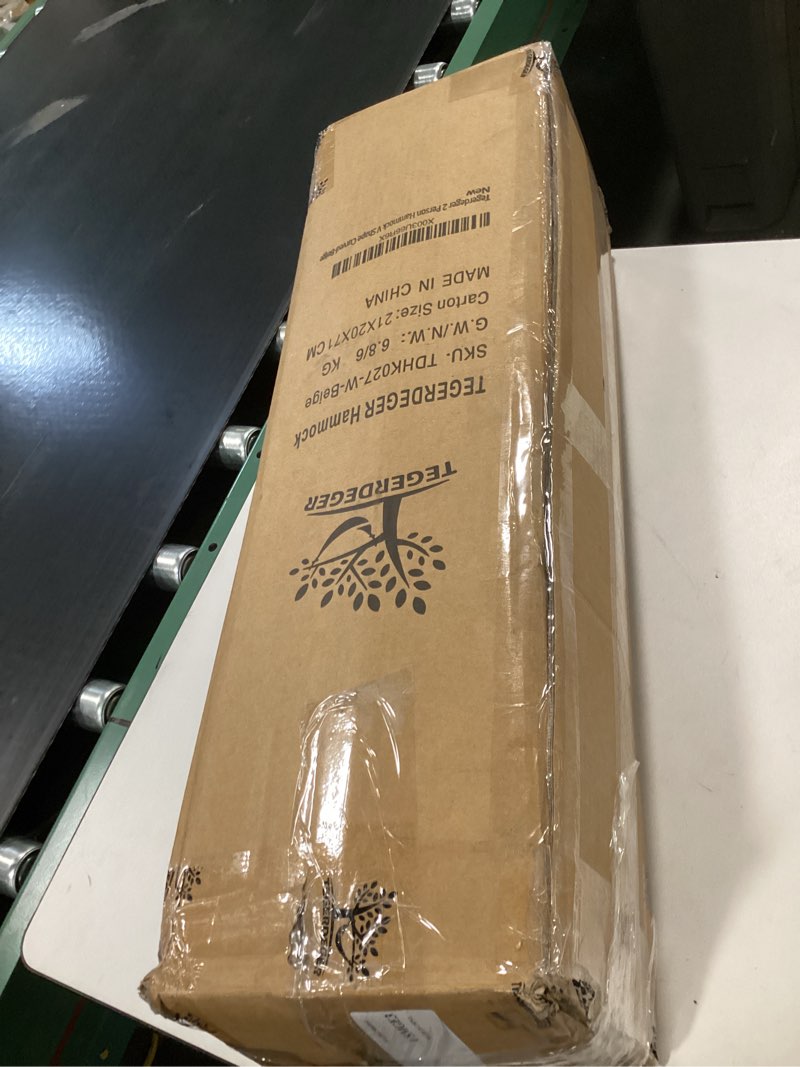 TEGERDEGER
TEGERDEGER Hammock
SKU: TDHK027-W-Beige
G.W./N.W.: 6.8/6 KG
Carton Size:21X20X71CM
MADE IN CHINA
Tegerdeger 2 Person Hammock V Shape Curved Beige
New
TEGERDEGER